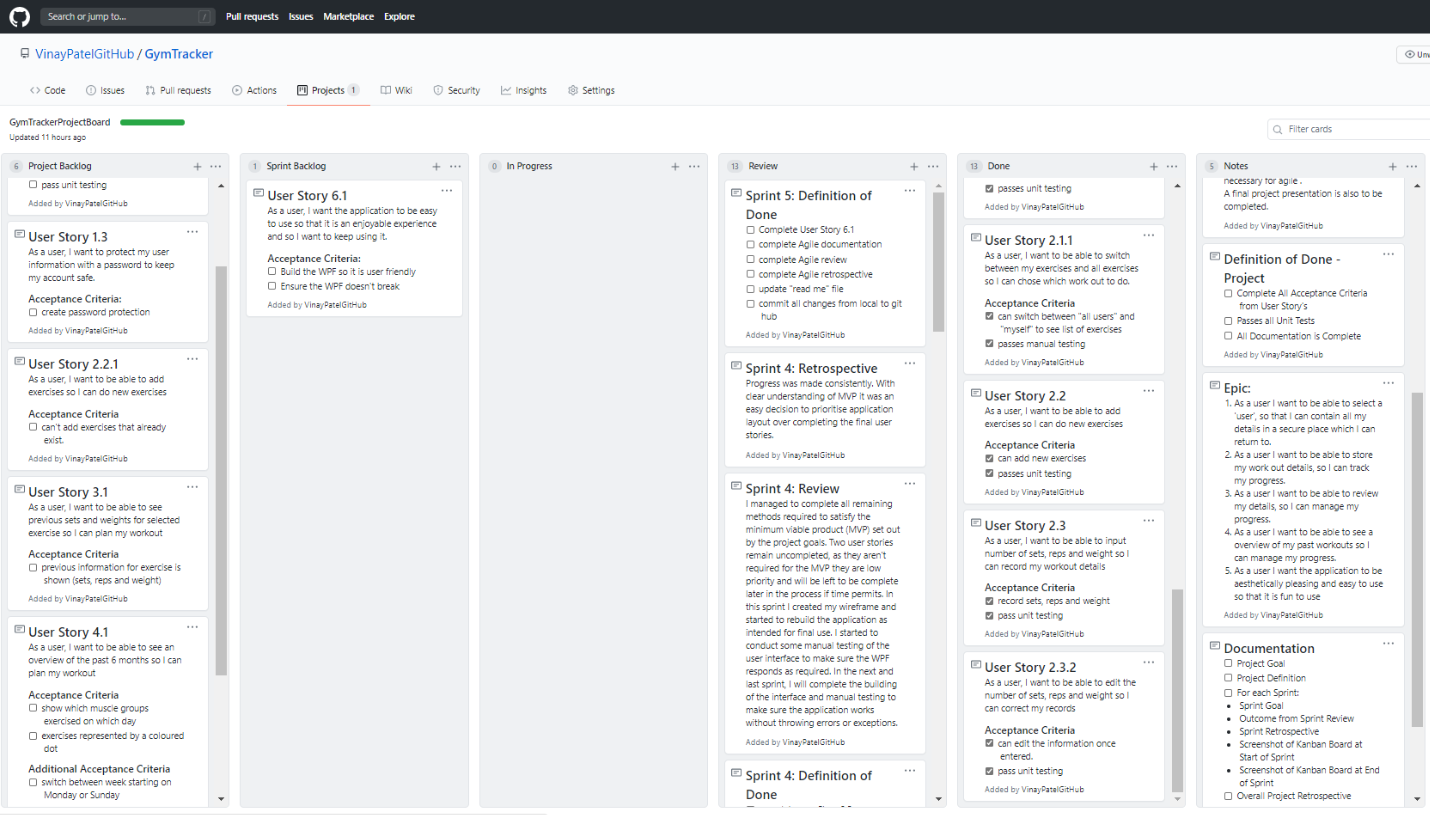 Search or jump to...
/
Pull requests
Issues
Marketplace
Explore
VinayPatelGitHub / GymTracker
Code
Issues
Pull requests
Actions
Projects 1
Wiki
Security
Insights
Settings
GymTrackerProjectBoard
Updated 11 hours ago
Filter cards
6 Project Backlog
pass unit testing
Added by VinayPatelGitHub
User Story 1.3
As a user, I want to protect my user
information with a password to keep
my account safe.
Acceptance Criteria:
create password protection
Added by VinayPatelGitHub
User Story 2.2.1
As a user, I want to be able to add
exercises so I can do new exercises
Acceptance Criteria
can't add exercises that already
exist.
Added by VinayPatelGitHub
User Story 3.1
As a user, I want to be able to see
previous sets and weights for selected
exercise so I can plan my workout
Acceptance Criteria
previous information for exercise is
shown (sets, reps and weight)
Added by VinayPatelGitHub
User Story 4.1
As a user, I want to be able to see an
overview of the past 6 months so I can
plan my workout
Acceptance Criteria
show which muscle groups
exercised on which day
exercises represented by a coloured
dot
Additional Acceptance Criteria
switch between week starting on
Monday or Sunday
1 Sprint Backlog
User Story 6.1
As a user, I want the application to be easy
to use so that it is an enjoyable experience
and so I want to keep using it.
Acceptance Criteria:
Build the WPF so it is user friendly
Ensure the WPF doesn't break
Added by VinayPatelGitHub
0 In Progress
13 Review
Sprint 5: Definition of
Done
Complete User Story 6.1
complete Agile documentation
complete Agile review
complete Agile retrospective
update "read me" file
commit all changes from local to git
hub
Added by VinayPatelGitHub
Sprint 4: Retrospective
Progress was made consistently. With
clear understanding of MVP it was an
easy decision to prioritise application
layout over completing the final user
stories.
Added by VinayPatelGitHub
Sprint 4: Review
I managed to complete all remaining
methods required to satisfy the
minimum viable product (MVP) set out
by the project goals. Two user stories
remain uncompleted, as they aren't
required for the MVP they are low
priority and will be left to be complete
later in the process if time permits. In
this sprint I created my wireframe and
started to rebuild the application as
intended for final use. I started to
conduct some manual testing of the
user interface to make sure the WPF
responds as required. In the next and
last sprint, I will complete the building
of the interface and manual testing to
make sure the application works
without throwing errors or exceptions.
Added by VinayPatelGitHub
Sprint 4: Definition of
Done
13 Done
passes unit testing
Added by VinayPatelGitHub
User Story 2.1.1
As a user, I want to be able to switch
between my exercises and all exercises
so I can chose which work out to do.
Acceptance Criteria
can switch between "all users" and
"myself" to see list of exercises
passes manual testing
Added by VinayPatelGitHub
User Story 2.2
As a user, I want to be able to add
exercises so I can do new exercises
Acceptance Criteria
can add new exercises
passes unit testing
Added by VinayPatelGitHub
User Story 2.3
As a user, I want to be able to input
number of sets, reps and weight so I
can record my workout details
Acceptance Criteria
record sets, reps and weight
pass unit testing
Added by VinayPatelGitHub
User Story 2.3.2
As a user, I want to be able to edit the
number of sets, reps and weight so I
can correct my records
Acceptance Criteria
can edit the information once
entered.
pass unit testing
Added by VinayPatelGitHub
5 Notes
necessary for agile .
A final project presentation is also to be
completed.
Added by VinayPatelGitHub
Definition of Done -
Project
Complete All Acceptance Criteria
from User Story's
Passes all Unit Tests
All Documentation is Complete
Added by VinayPatelGitHub
Epic:
1. As a user I want to be able to select a
'user', so that I can contain all my
details in a secure place which I can
return to.
2. As a user I want to be able to store
my work out details, so I can track
my progress.
3. As a user I want to be able to review
my details, so I can manage my
progress.
4. As a user I want to be able to see a
overview of my past workouts so I
can manage my progress.
5. As a user I want the application to be
aesthetically pleasing and easy to use
so that it is fun to use
Added by VinayPatelGitHub
Documentation
Project Goal
Project Definition
For each Sprint:
• Sprint Goal
• Outcome from Sprint Review
• Sprint Retrospective
• Screenshot of Kanban Board at
Start of Sprint
• Screenshot of Kanban Board at End
of Sprint
Overall Project Retrospective